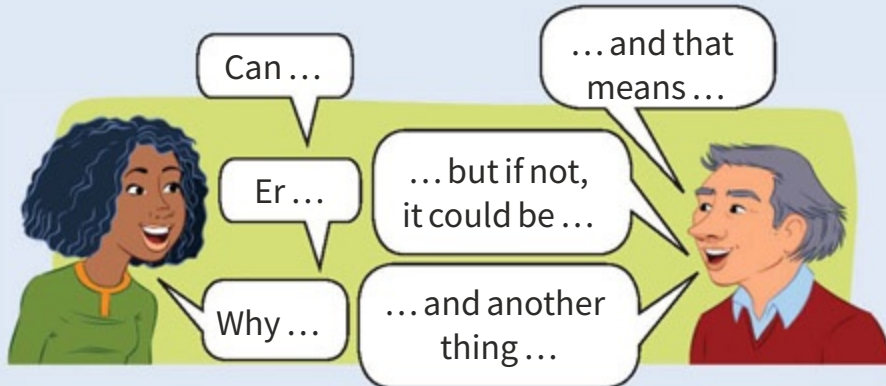 Can …
… and that
means …
Er …
… but if not,
it could be …
Why …
… and another
thing …